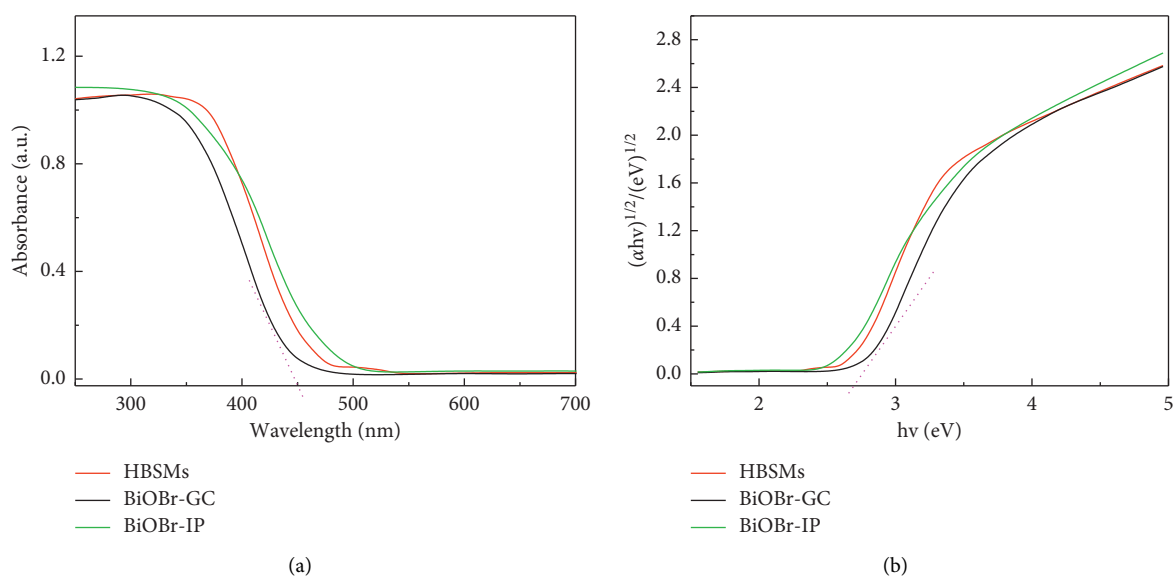 1.2
0.8
0.4
0.0
Absorbance (a.u.)
300 400 500 600 700
Wavelength (nm)
HBSMs
BiOBr-GC
BiOBr-IP
(a)
2.8
2.4
2.0
1.6
1.2
0.8
0.4
0.0
(αhv)^1/2/(eV)^1/2
2 3 4 5
hv (eV)
HBSMs
BiOBr-GC
BiOBr-IP
(b)